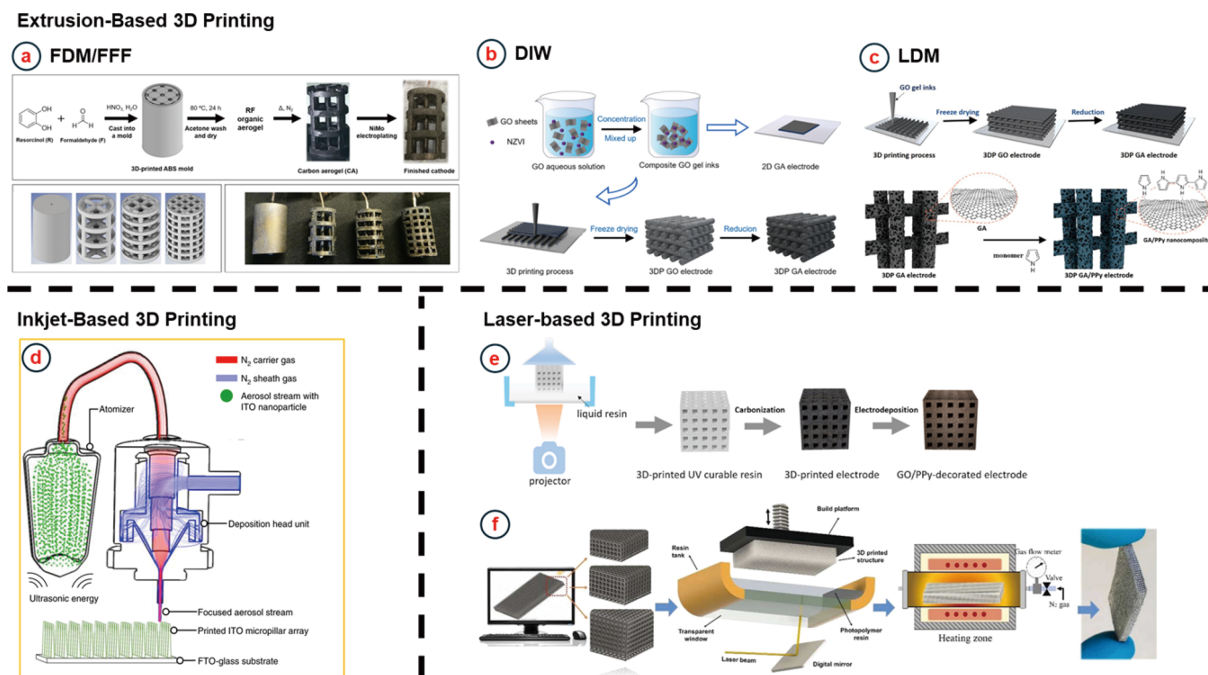 Extrusion-Based 3D Printing
a FDM/FFF
Resorcinol (R)
+
Formaldehyde (F)
HNO₃, H₂O
Cast into
a mold
3D-printed ABS mold
80 ºC, 24 h
Acetone wash
and dry
RF
organic
aerogel
Δ, N₂
Carbon aerogel (CA)
NiMo
electroplating
Finished cathode
b DIW
GO sheets
NZVI
GO aqueous solution
Concentration
Mixed up
Composite GO gel inks
2D GA electrode
3D printing process
Freeze drying
3DP GO electrode
Reducion
3DP GA electrode
c LDM
GO gel inks
3D printing process
Freeze drying
3DP GO electrode
Reduction
3DP GA electrode
3DP GA electrode
GA
monomer
3DP GA/PPy electrode
GA/PPy nanocomposite
Inkjet-Based 3D Printing
d
N₂ carrier gas
N₂ sheath gas
Aerosol stream with
ITO nanoparticle
Atomizer
Deposition head unit
Ultrasonic energy
Focused aerosol stream
Printed ITO micropillar array
FTO-glass substrate
Laser-based 3D Printing
e
liquid resin
projector
3D-printed UV curable resin
Carbonization
3D-printed electrode
Electrodeposition
GO/PPy-decorated electrode
f
Build platform
Resin
tank
3D printed
structure
Transparent
window
Photopolymer
resin
Laser beam
Digital mirror
Gas flow meter
Valve
N₂ gas
Heating zone